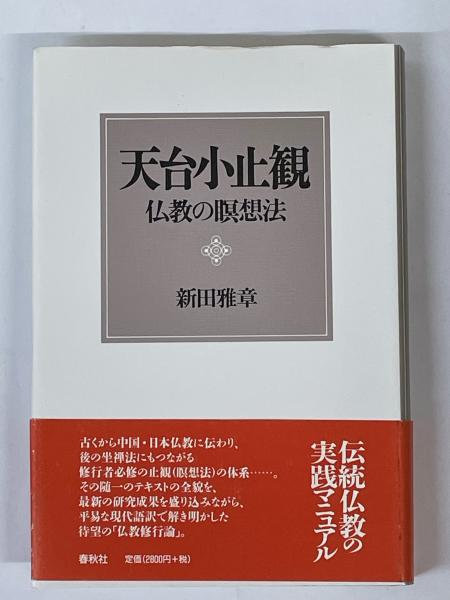 天台小止観
仏教の瞑想法
新田雅章
伝統仏教の
実践マニュアル
古くから中国・日本仏教に伝わり、
後の坐禅法にもつながる
修行者必修の止観(瞑想法)の体系……。
その随一のテキストの全貌を、
最新の研究成果を盛り込みながら、
平易な現代語訳で解き明かした
待望の「仏教修行論」。
春秋社 定価(2800円+税)